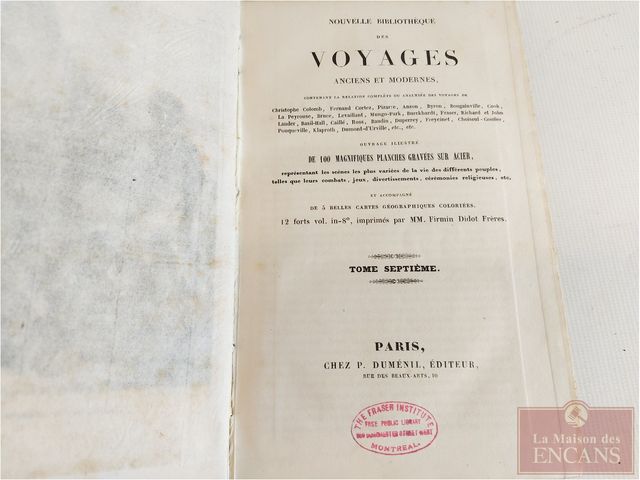 NOUVELLE BIBLIOTHÈQUE
DES
VOYAGES
ANCIENS ET MODERNES,
CONTENANT LA RELATION COMPLÈTE OU ANALYSÉE DES VOYAGES DE
Christophe Colomb, Fernand Cortez, Pizarre, Anson, Byron, Bougainville, Cook,
La Peyrouse, Bruce, Levaillant, Mungo-Park, Burckhardt, Fraser, Richard et John
Lander, Basil-Hall, Caillé, Ross, Baudin, Duperrey, Freycinet, Choiseul-Gouffier,
Pouqueville, Klaproth, Dumont-d'Urville, etc., etc.
OUVRAGE ILLUSTRÉ
DE 100 MAGNIFIQUES PLANCHES GRAVÉES SUR ACIER,
représentant les scènes les plus variées de la vie des différents peuples,
telles que leurs combats, jeux, divertissements, cérémonies religieuses, etc,
ET ACCOMPAGNÉ
DE 5 BELLES CARTES GÉOGRAPHIQUES COLORIÉES.
12 forts vol. in-8º, imprimés par MM. Firmin Didot Frères.
TOME SEPTIÈME.
PARIS,
CHEZ P. DUMÉNIL, ÉDITEUR,
RUE DES BEAUX-ARTS, 10
THE FRASER INSTITUTE
FREE PUBLIC LIBRARY
STREET WEST
MONTREAL.
La Maison des
ENCANS